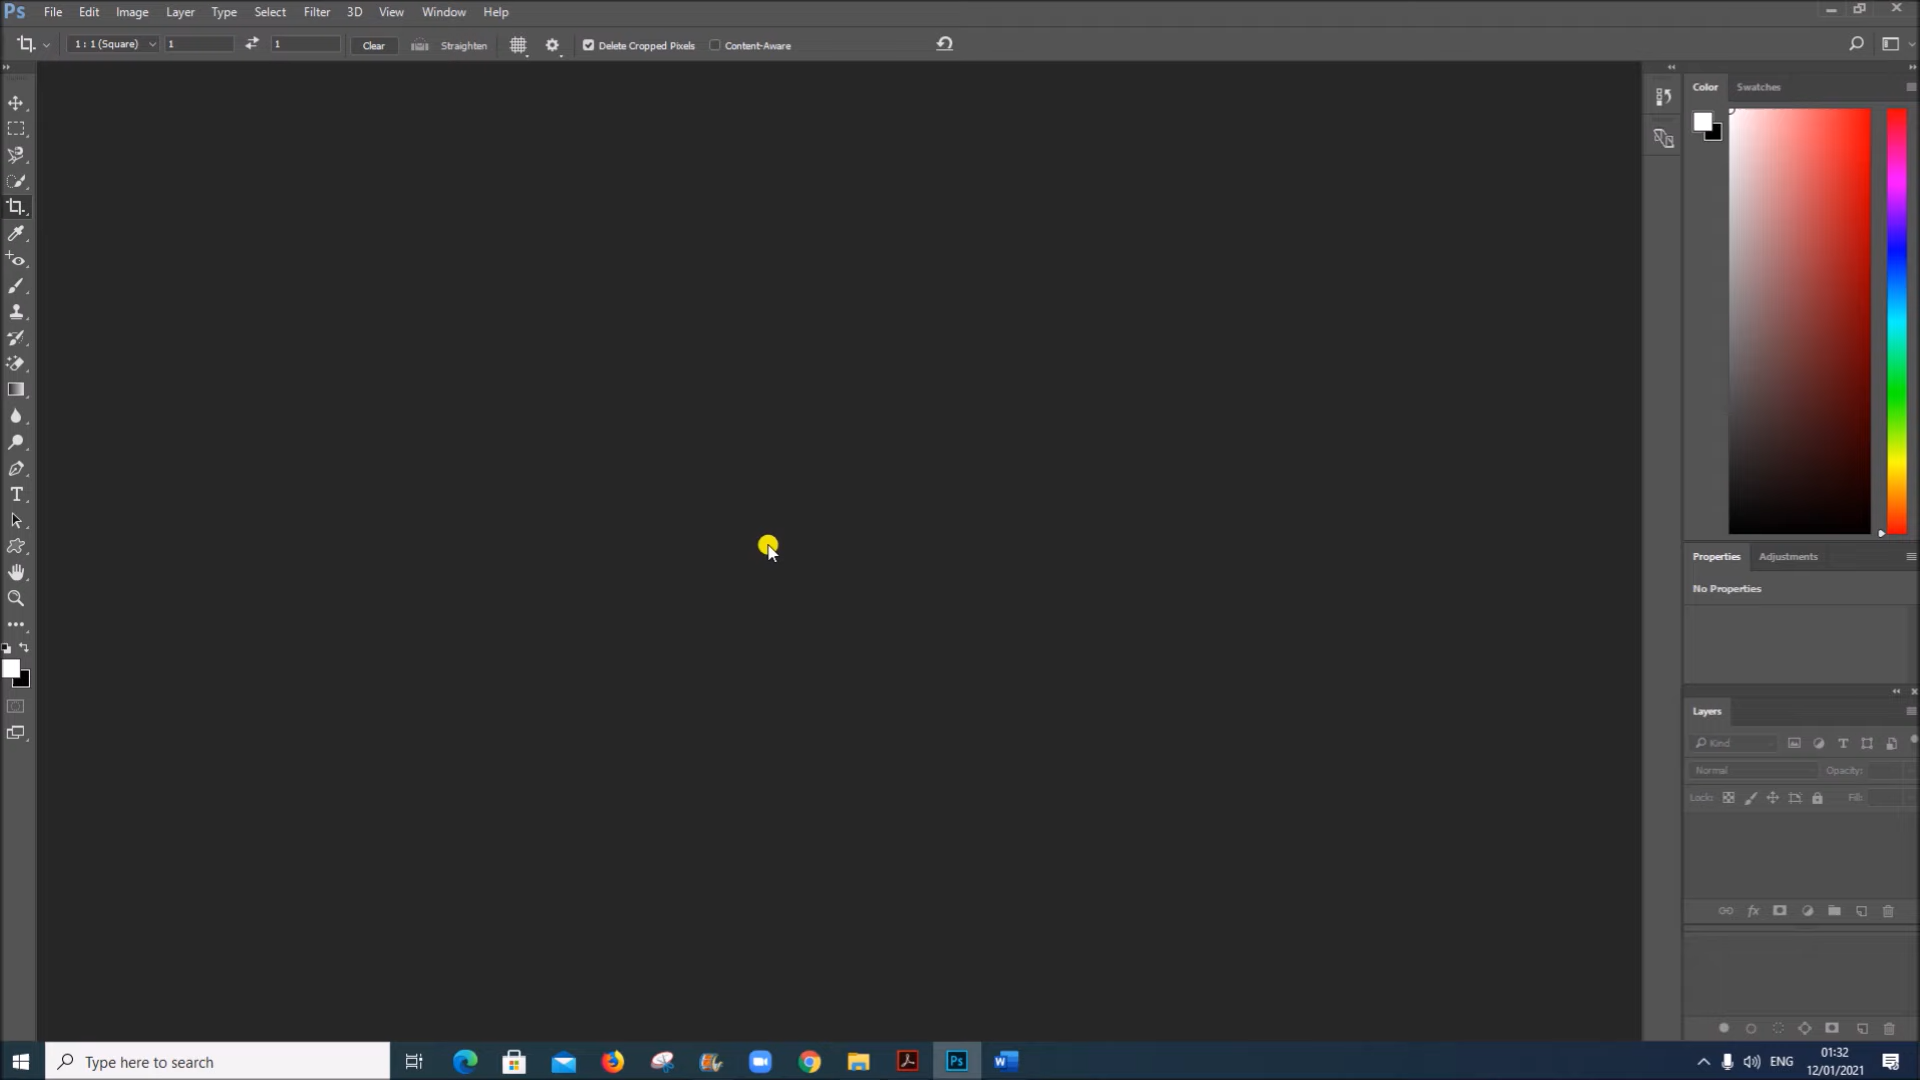 Ps File Edit Image Layer Type Select Filter 3D View Window Help
1 : 1 (Square) 1 1 Clear Straighten Delete Cropped Pixels Content-Aware
Color Swatches
Properties Adjustments
No Properties
Layers
Kind
Normal Opacity:
Lock: Fill:
Type here to search
Ps
ENG
01:32
12/01/2021